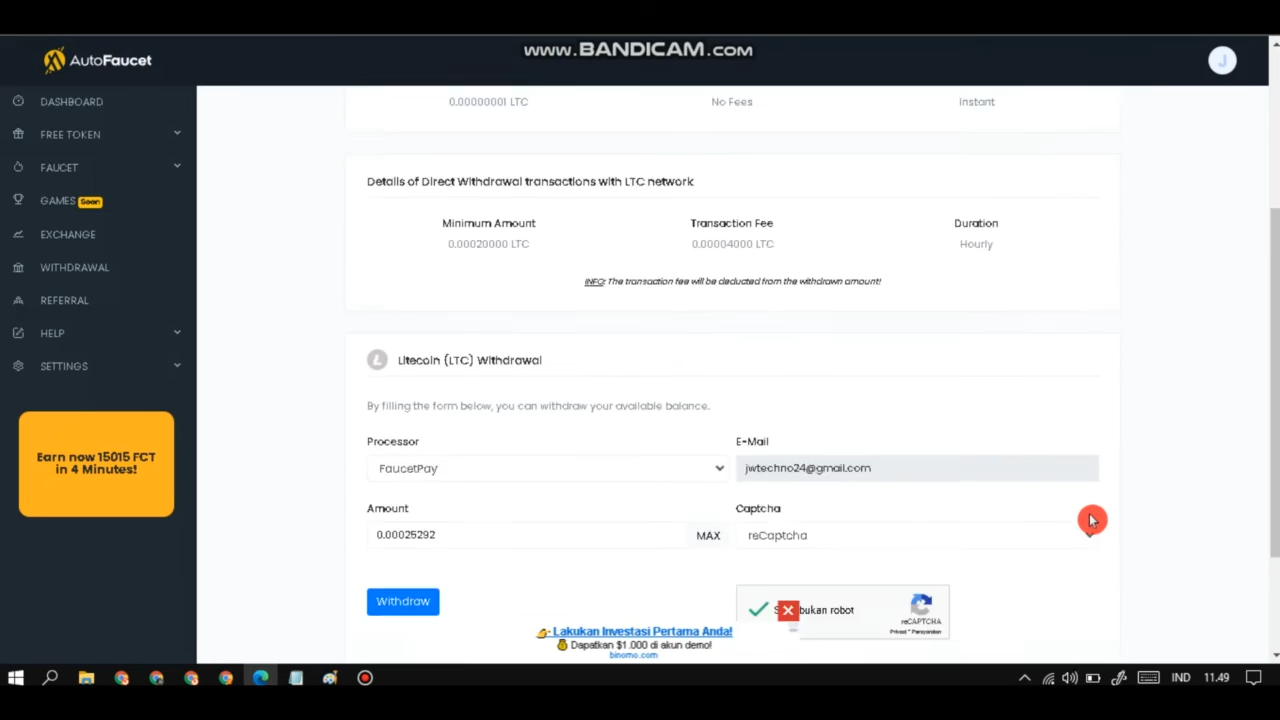 www.BANDICAM.com
AutoFaucet
J
DASHBOARD
FREE TOKEN
FAUCET
GAMES Soon
EXCHANGE
WITHDRAWAL
REFERRAL
HELP
SETTINGS
Earn now 15015 FCT
in 4 Minutes!
0.00000001 LTC No Fees Instant
Details of Direct Withdrawal transactions with LTC network
Minimum Amount Transaction Fee Duration
0.00020000 LTC 0.00004000 LTC Hourly
INFO: The transaction fee will be deducted from the withdrawn amount!
Litecoin (LTC) Withdrawal
By filling the form below, you can withdraw your available balance.
Processor E-Mail
FaucetPay jwtechno24@gmail.com
Amount Captcha
0.00025292 MAX reCaptcha
Withdraw
bukan robot
reCAPTCHA
Privasi - Persyaratan
Lakukan Investasi Pertama Anda!
Dapatkan $1.000 di akun demo!
binomo.com
IND 11.49